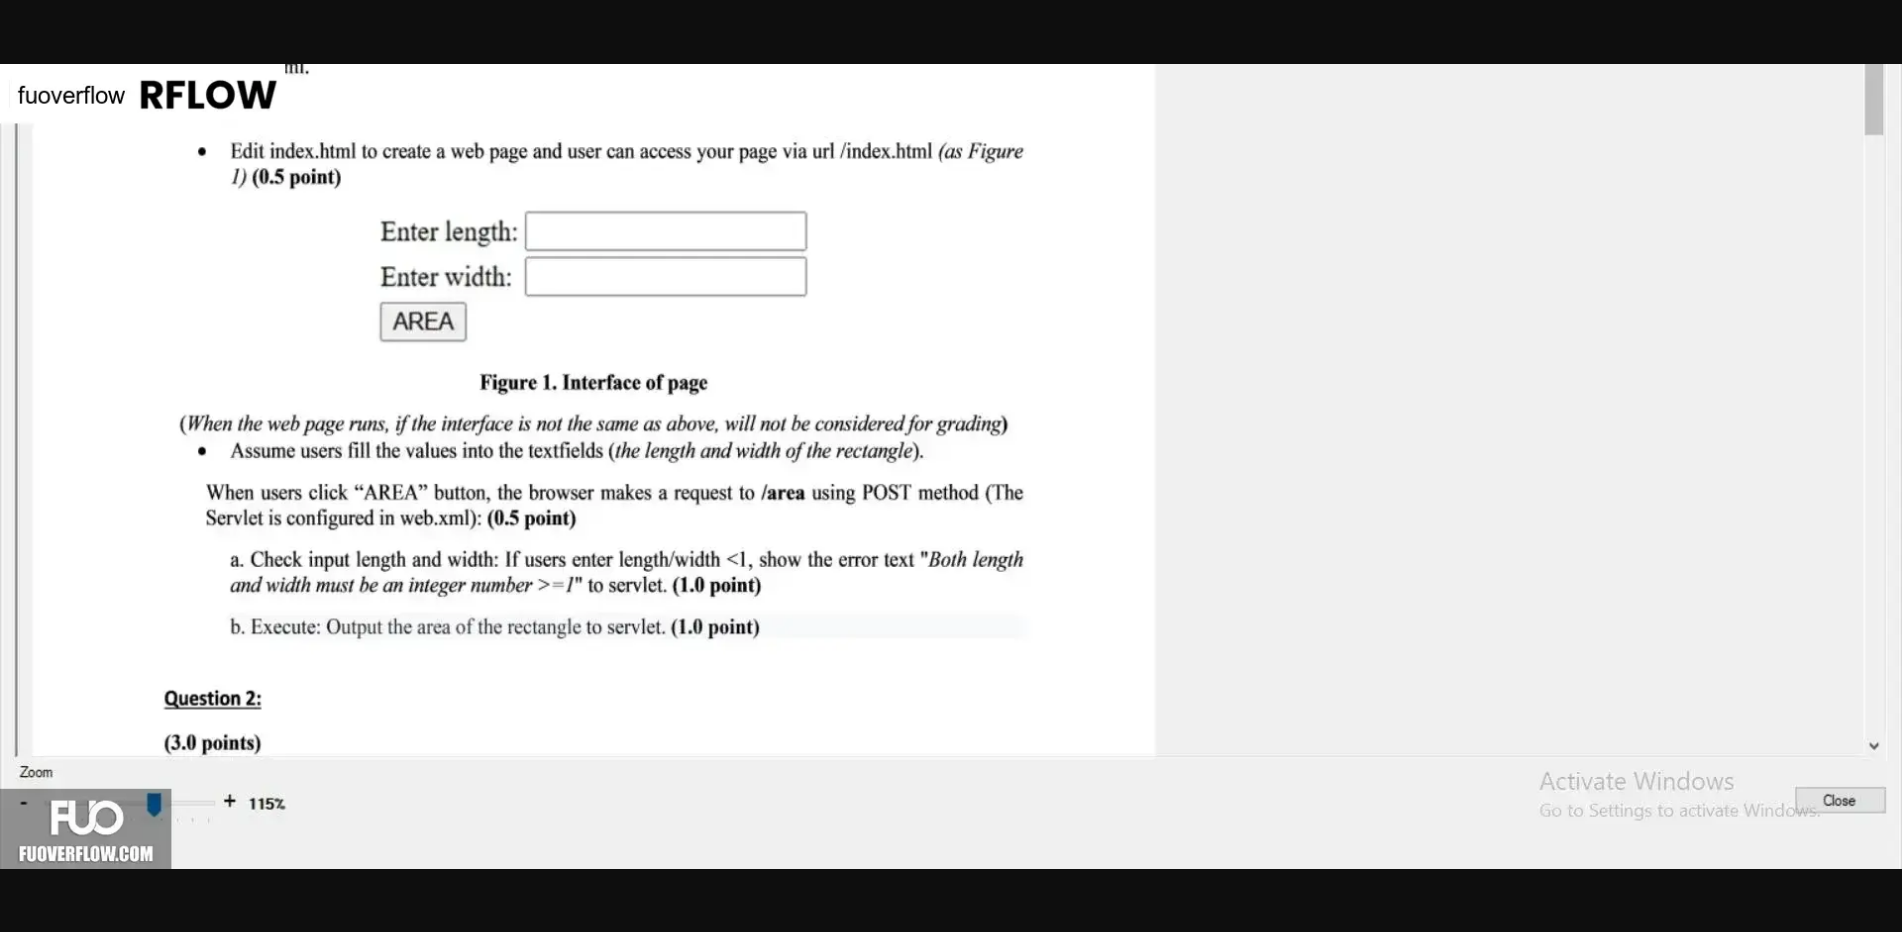 ml.
fuoverflow RFLOW
• Edit index.html to create a web page and user can access your page via url /index.html (as Figure
1) (0.5 point)
Enter length:
Enter width:
AREA
Figure 1. Interface of page
(When the web page runs, if the interface is not the same as above, will not be considered for grading)
• Assume users fill the values into the textfields (the length and width of the rectangle).
When users click “AREA” button, the browser makes a request to /area using POST method (The
Servlet is configured in web.xml): (0.5 point)
a. Check input length and width: If users enter length/width <1, show the error text "Both length
and width must be an integer number >=1" to servlet. (1.0 point)
b. Execute: Output the area of the rectangle to servlet. (1.0 point)
Question 2:
(3.0 points)
Zoom
- + 115%
Activate Windows
Go to Settings to activate Windows.
Close
FUO
FUOVERFLOW.COM